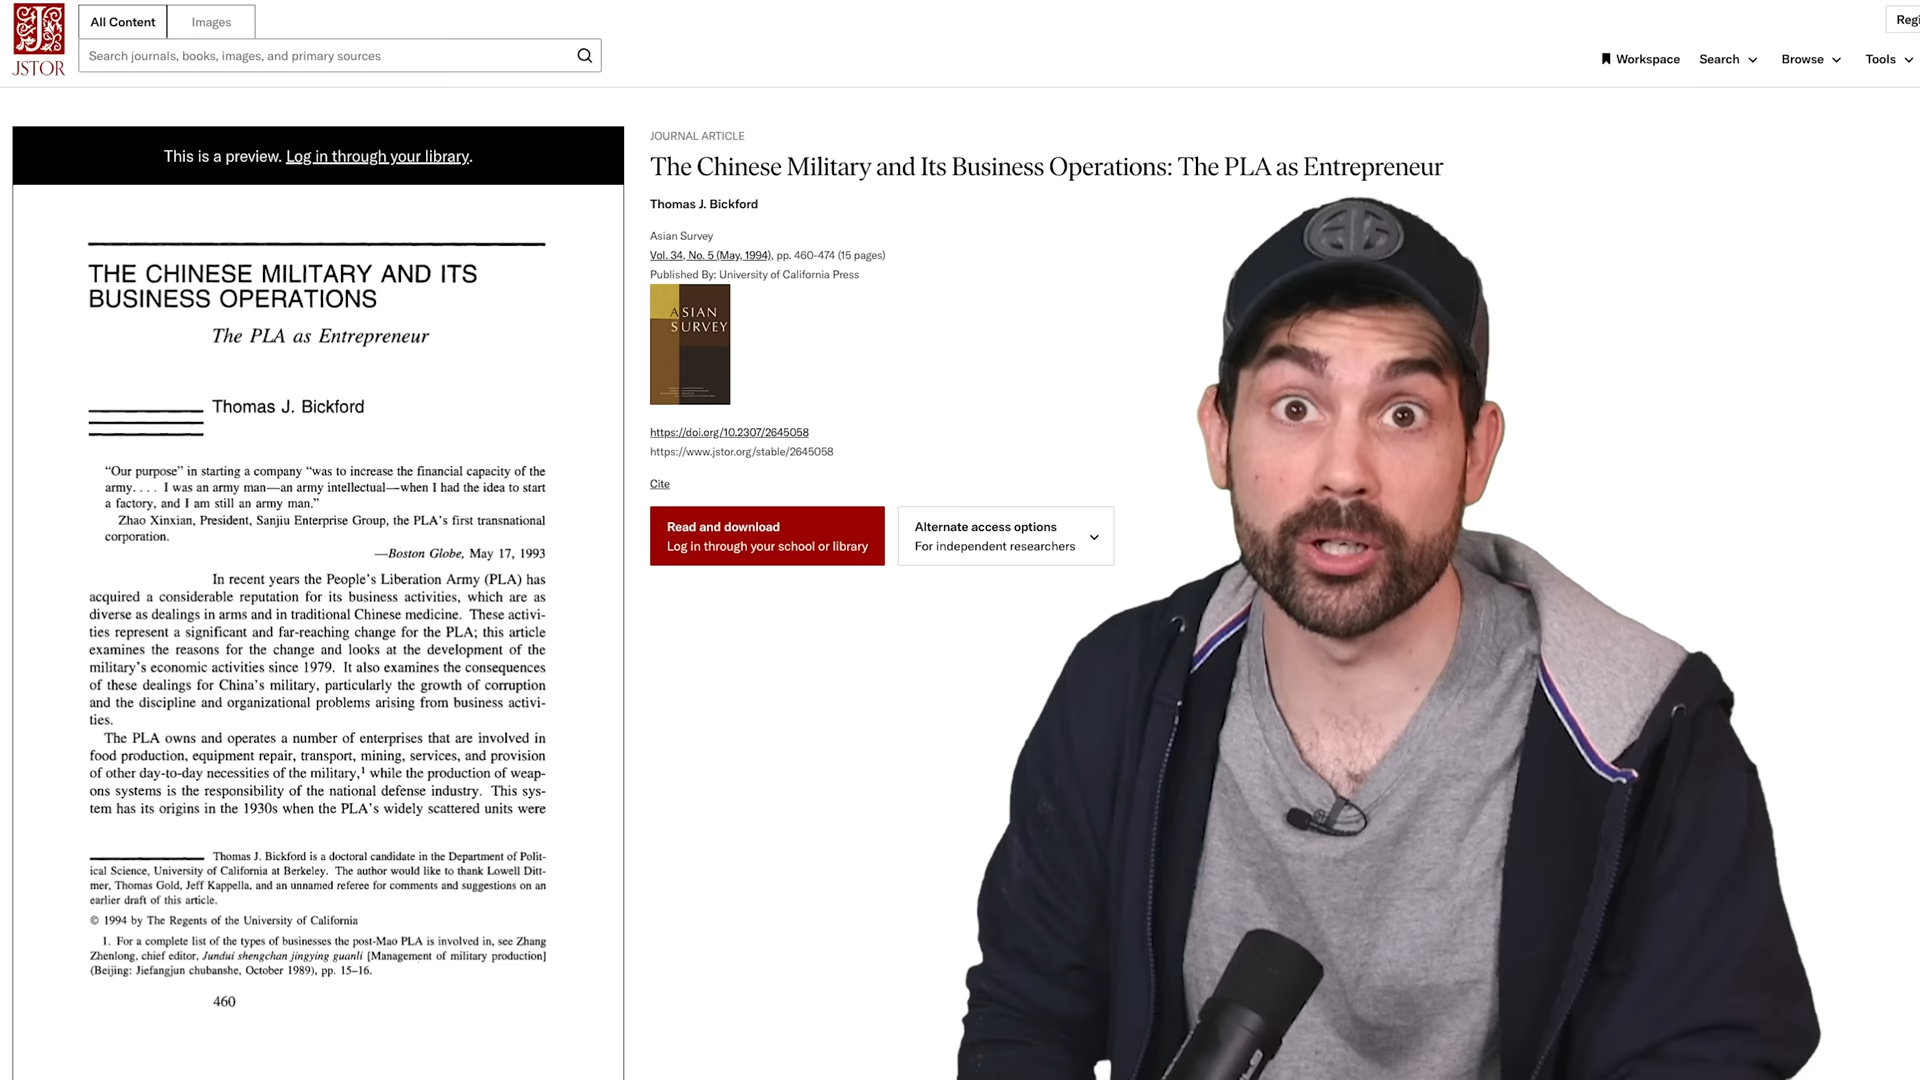 All Content
Images
Regi
JSTOR
Search journals, books, images, and primary sources
Workspace
Search
Browse
Tools
This is a preview. Log in through your library.
THE CHINESE MILITARY AND ITS
BUSINESS OPERATIONS
The PLA as Entrepreneur
Thomas J. Bickford
“Our purpose” in starting a company “was to increase the financial capacity of the
army. . . . I was an army man—an army intellectual—when I had the idea to start
a factory, and I am still an army man.”
Zhao Xinxian, President, Sanjiu Enterprise Group, the PLA’s first transnational
corporation.
—Boston Globe, May 17, 1993
In recent years the People’s Liberation Army (PLA) has
acquired a considerable reputation for its business activities, which are as
diverse as dealings in arms and in traditional Chinese medicine. These activi-
ties represent a significant and far-reaching change for the PLA; this article
examines the reasons for the change and looks at the development of the
military’s economic activities since 1979. It also examines the consequences
of these dealings for China’s military, particularly the growth of corruption
and the discipline and organizational problems arising from business activi-
ties.
The PLA owns and operates a number of enterprises that are involved in
food production, equipment repair, transport, mining, services, and provision
of other day-to-day necessities of the military,1 while the production of weap-
ons systems is the responsibility of the national defense industry. This sys-
tem has its origins in the 1930s when the PLA’s widely scattered units were
Thomas J. Bickford is a doctoral candidate in the Department of Polit-
ical Science, University of California at Berkeley. The author would like to thank Lowell Ditt-
mer, Thomas Gold, Jeff Kappella, and an unnamed referee for comments and suggestions on an
earlier draft of this article.
© 1994 by The Regents of the University of California
1. For a complete list of the types of businesses the post-Mao PLA is involved in, see Zhang
Zhenlong, chief editor, Jundui shengchan jingying guanli [Management of military production]
(Beijing: Jiefangjun chubanshe, October 1989), pp. 15–16.
460
JOURNAL ARTICLE
The Chinese Military and Its Business Operations: The PLA as Entrepreneur
Thomas J. Bickford
Asian Survey
Vol. 34, No. 5 (May, 1994), pp. 460-474 (15 pages)
Published By: University of California Press
ASIAN
SURVEY
https://doi.org/10.2307/2645058
https://www.jstor.org/stable/2645058
Cite
Read and download
Log in through your school or library
Alternate access options
For independent researchers